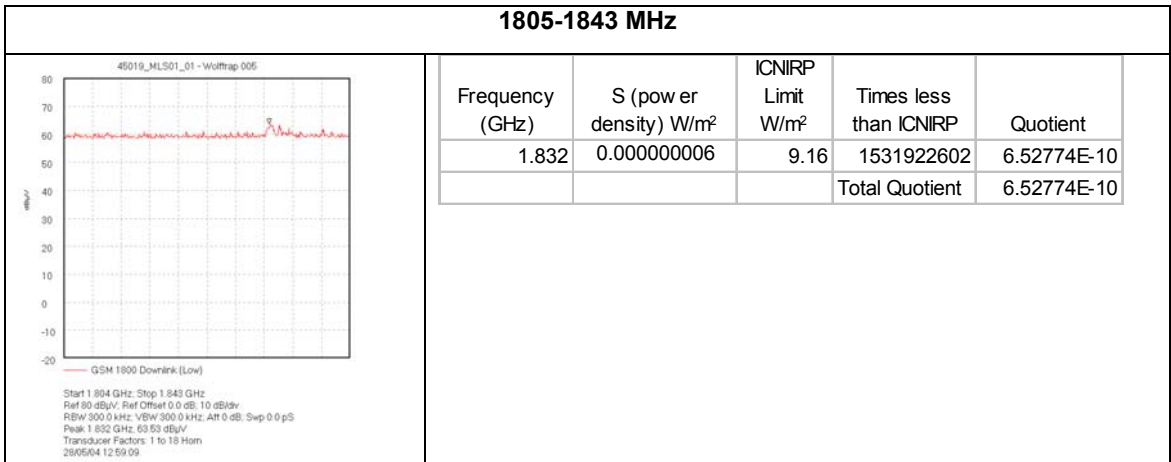 1805-1843 MHz
45019_MLS01_01 - Wolftrap 005
80
70
60
50
40
30
20
10
0
-10
-20
dBµV
GSM 1800 Downlink (Low)
Start 1.804 GHz; Stop 1.843 GHz
Ref 80 dBµV; Ref Offset 0.0 dB; 10 dB/div
RBW 300.0 kHz; VBW 300.0 kHz; Att 0 dB; Swp 0.0 pS
Peak 1.832 GHz, 63.53 dBµV
Transducer Factors: 1 to 18 Horn
28/05/04 12:59:09
Frequency (GHz) S (pow er density) W/m² ICNIRP Limit W/m² Times less than ICNIRP Quotient
1.832 0.000000006 9.16 1531922602 6.52774E-10
Total Quotient 6.52774E-10